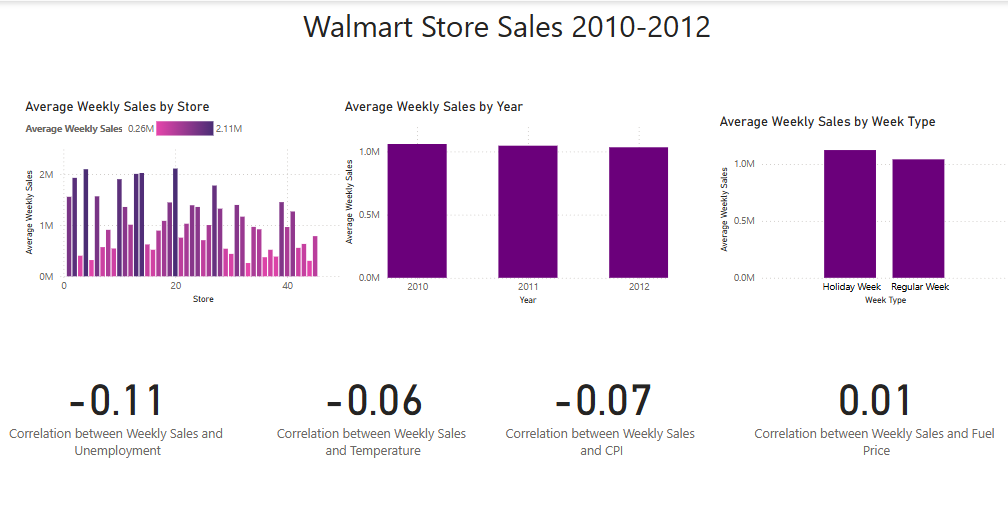 Walmart Store Sales 2010-2012
Average Weekly Sales by Store
Average Weekly Sales 0.26M 2.11M
Average Weekly Sales
2M
1M
0M
0 20 40
Store
Average Weekly Sales by Year
Average Weekly Sales
1.0M
0.5M
0.0M
2010 2011 2012
Year
Average Weekly Sales by Week Type
Average Weekly Sales
1.0M
0.5M
0.0M
Holiday Week Regular Week
Week Type
-0.11
Correlation between Weekly Sales and
Unemployment
-0.06
Correlation between Weekly Sales
and Temperature
-0.07
Correlation between Weekly Sales
and CPI
0.01
Correlation between Weekly Sales and Fuel
Price